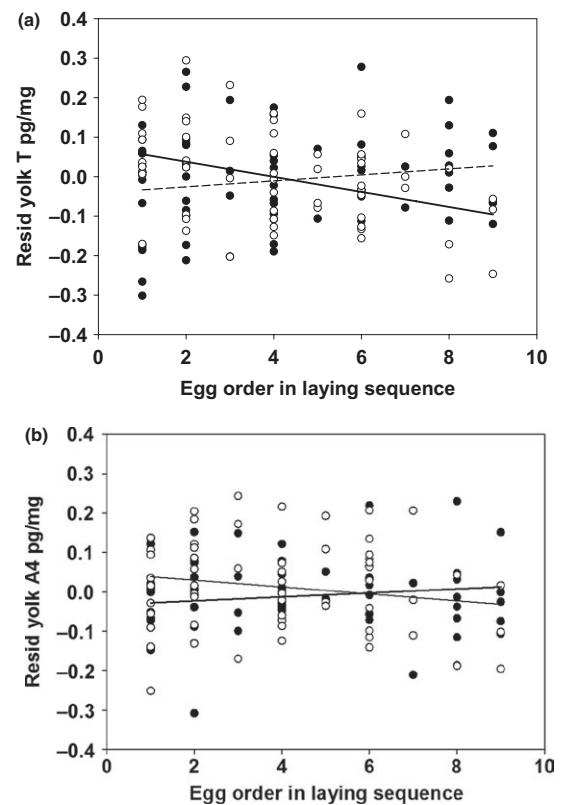 (a)
0.4
0.3
0.2
0.1
0.0
–0.1
–0.2
–0.3
–0.4
Resid yolk T pg/mg
0 2 4 6 8 10
Egg order in laying sequence
(b)
0.4
0.3
0.2
0.1
0.0
–0.1
–0.2
–0.3
–0.4
Resid yolk A4 pg/mg
0 2 4 6 8 10
Egg order in laying sequence